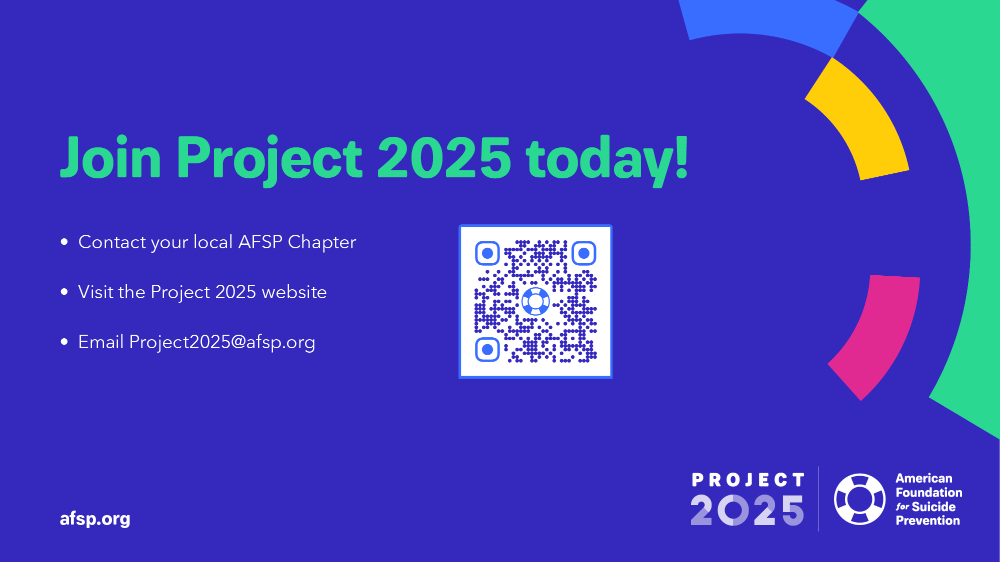 Join Project 2025 today!
• Contact your local AFSP Chapter
• Visit the Project 2025 website
• Email Project2025@afsp.org
afsp.org
PROJECT
2025
American
Foundation
for Suicide
Prevention